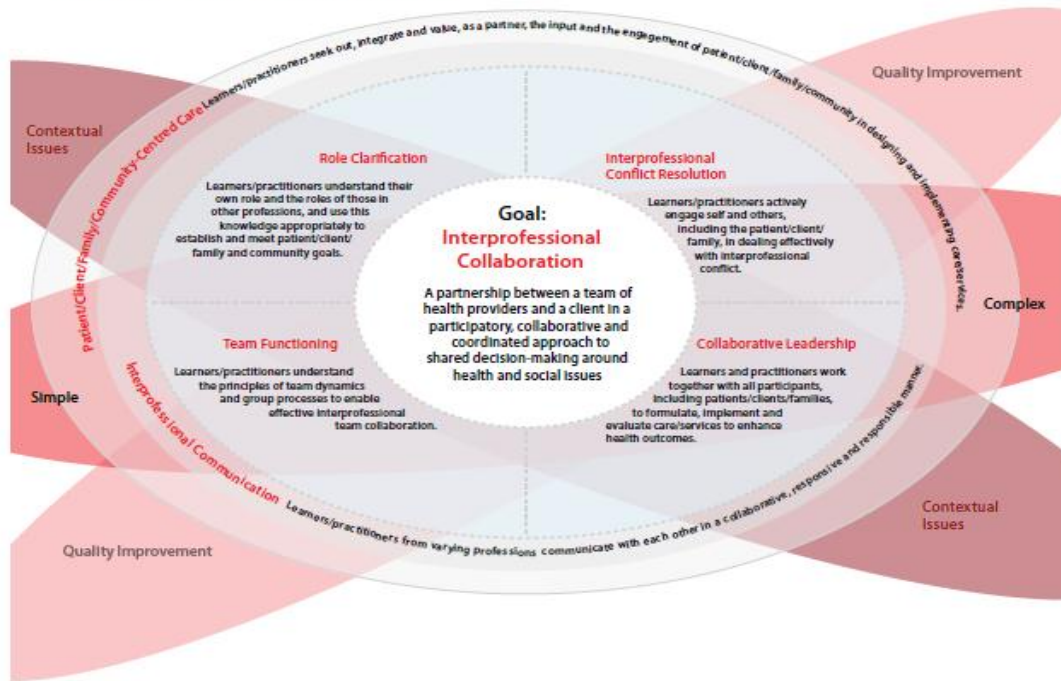 Patient/Client/Family/Community-Centred Care Learners/practitioners seek out, integrate and value, as a partner, the input and the engagement of patient/client/family/community in designing and implementing care/services.
Quality Improvement
Contextual
Issues
Role Clarification
Learners/practitioners understand their
own role and the roles of those in
other professions, and use this
knowledge appropriately to
establish and meet patient/client/
family and community goals.
Interprofessional
Conflict Resolution
Learners/practitioners actively
engage self and others,
including the patient/client/
family, in dealing effectively
with interprofessional
conflict.
Goal:
Interprofessional
Collaboration
A partnership between a team of
health providers and a client in a
participatory, collaborative and
coordinated approach to
shared decision-making around
health and social issues
Simple
Complex
Team Functioning
Learners/practitioners understand
the principles of team dynamics
and group processes to enable
effective interprofessional
team collaboration.
Collaborative Leadership
Learners and practitioners work
together with all participants,
including patients/clients/families,
to formulate, implement and
evaluate care/services to enhance
health outcomes.
Interprofessional Communication Learners/practitioners from varying professions communicate with each other in a collaborative, responsive and responsible manner.
Quality Improvement
Contextual
Issues